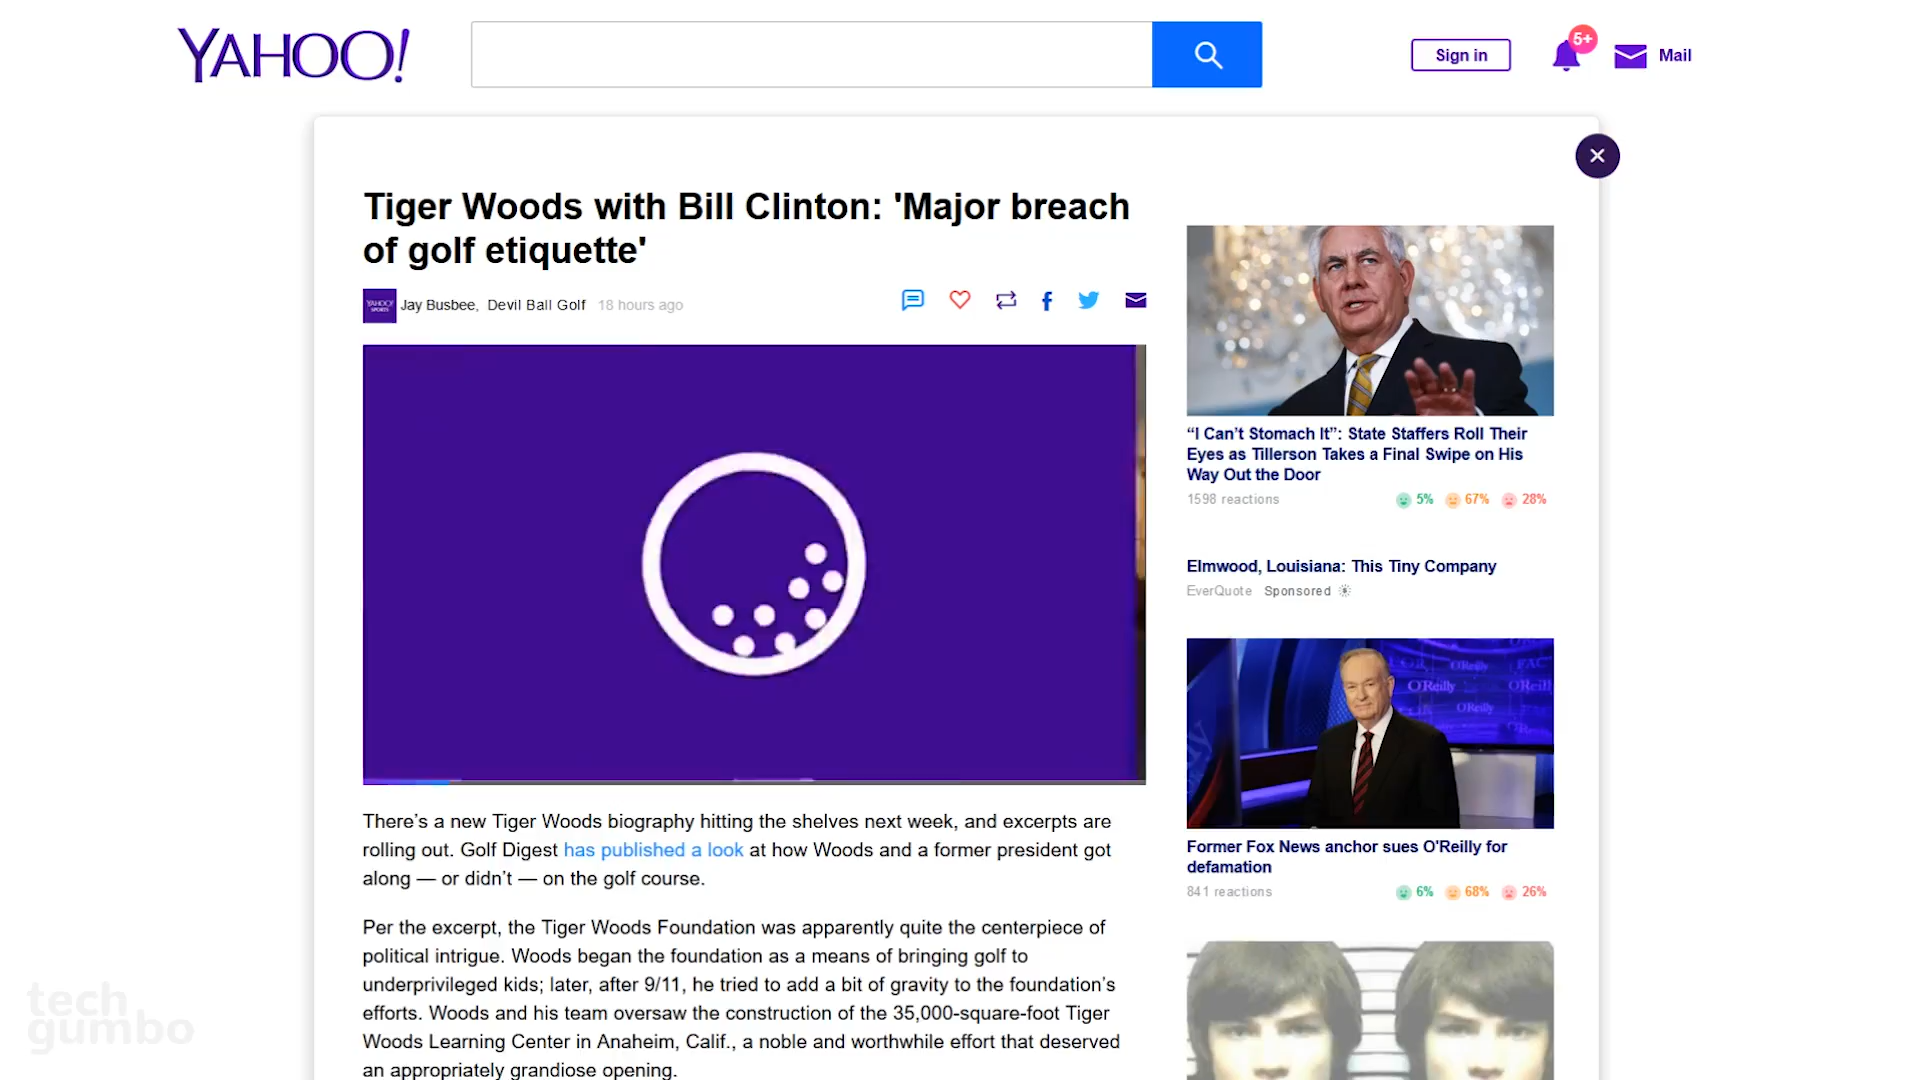 YAHOO!
Sign in
5+
Mail
Tiger Woods with Bill Clinton: 'Major breach
of golf etiquette'
YAHOO!
SPORTS
Jay Busbee, Devil Ball Golf 18 hours ago
There’s a new Tiger Woods biography hitting the shelves next week, and excerpts are
rolling out. Golf Digest has published a look at how Woods and a former president got
along — or didn’t — on the golf course.
Per the excerpt, the Tiger Woods Foundation was apparently quite the centerpiece of
political intrigue. Woods began the foundation as a means of bringing golf to
underprivileged kids; later, after 9/11, he tried to add a bit of gravity to the foundation’s
efforts. Woods and his team oversaw the construction of the 35,000-square-foot Tiger
Woods Learning Center in Anaheim, Calif., a noble and worthwhile effort that deserved
an appropriately grandiose opening.
“I Can’t Stomach It”: State Staffers Roll Their
Eyes as Tillerson Takes a Final Swipe on His
Way Out the Door
1598 reactions 5% 67% 28%
Elmwood, Louisiana: This Tiny Company
EverQuote Sponsored
O'Reilly
O'Reilly
O'Reilly
Former Fox News anchor sues O'Reilly for
defamation
841 reactions 6% 68% 26%
tech
gumbo